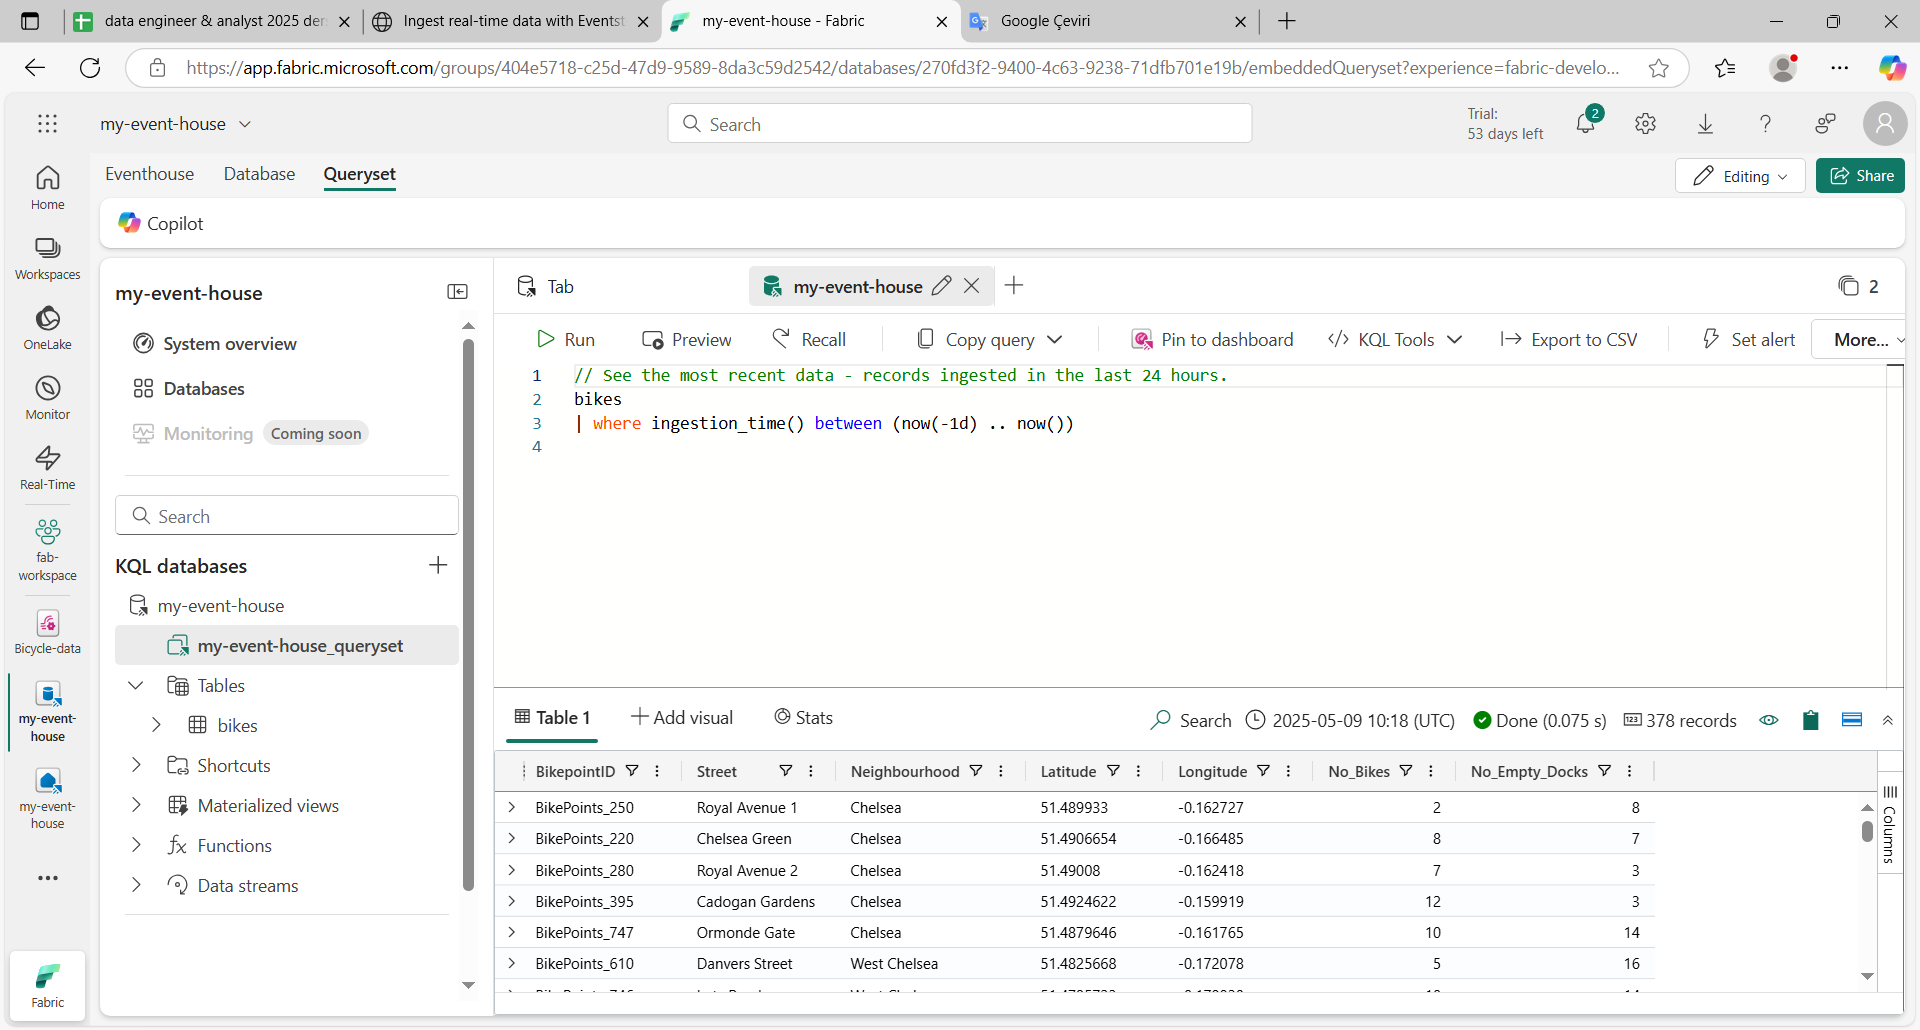 data engineer & analyst 2025 der
Ingest real-time data with Eventst
my-event-house - Fabric
Google Çeviri
https://app.fabric.microsoft.com/groups/404e5718-c25d-47d9-9589-8da3c59d2542/databases/270fd3f2-9400-4c63-9238-71dfb701e19b/embeddedQueryset?experience=fabric-develo...
my-event-house
Search
Trial:
53 days left
2
Home
Workspaces
OneLake
Monitor
Real-Time
fab-
workspace
Bicycle-data
my-event-
house
my-event-
house
Fabric
Eventhouse Database Queryset
Editing
Share
Copilot
my-event-house
System overview
Databases
Monitoring Coming soon
Search
KQL databases
my-event-house
my-event-house_queryset
Tables
bikes
Shortcuts
Materialized views
Functions
Data streams
Tab
my-event-house
2
Run Preview Recall Copy query Pin to dashboard KQL Tools Export to CSV Set alert More...
1 // See the most recent data - records ingested in the last 24 hours.
2 bikes
3 | where ingestion_time() between (now(-1d) .. now())
4
Table 1 Add visual Stats
Search 2025-05-09 10:18 (UTC) Done (0.075 s) 378 records
BikepointID Street Neighbourhood Latitude Longitude No_Bikes No_Empty_Docks
BikePoints_250 Royal Avenue 1 Chelsea 51.489933 -0.162727 2 8
BikePoints_220 Chelsea Green Chelsea 51.4906654 -0.166485 8 7
BikePoints_280 Royal Avenue 2 Chelsea 51.49008 -0.162418 7 3
BikePoints_395 Cadogan Gardens Chelsea 51.4924622 -0.159919 12 3
BikePoints_747 Ormonde Gate Chelsea 51.4879646 -0.161765 10 14
BikePoints_610 Danvers Street West Chelsea 51.4825668 -0.172078 5 16
Columns